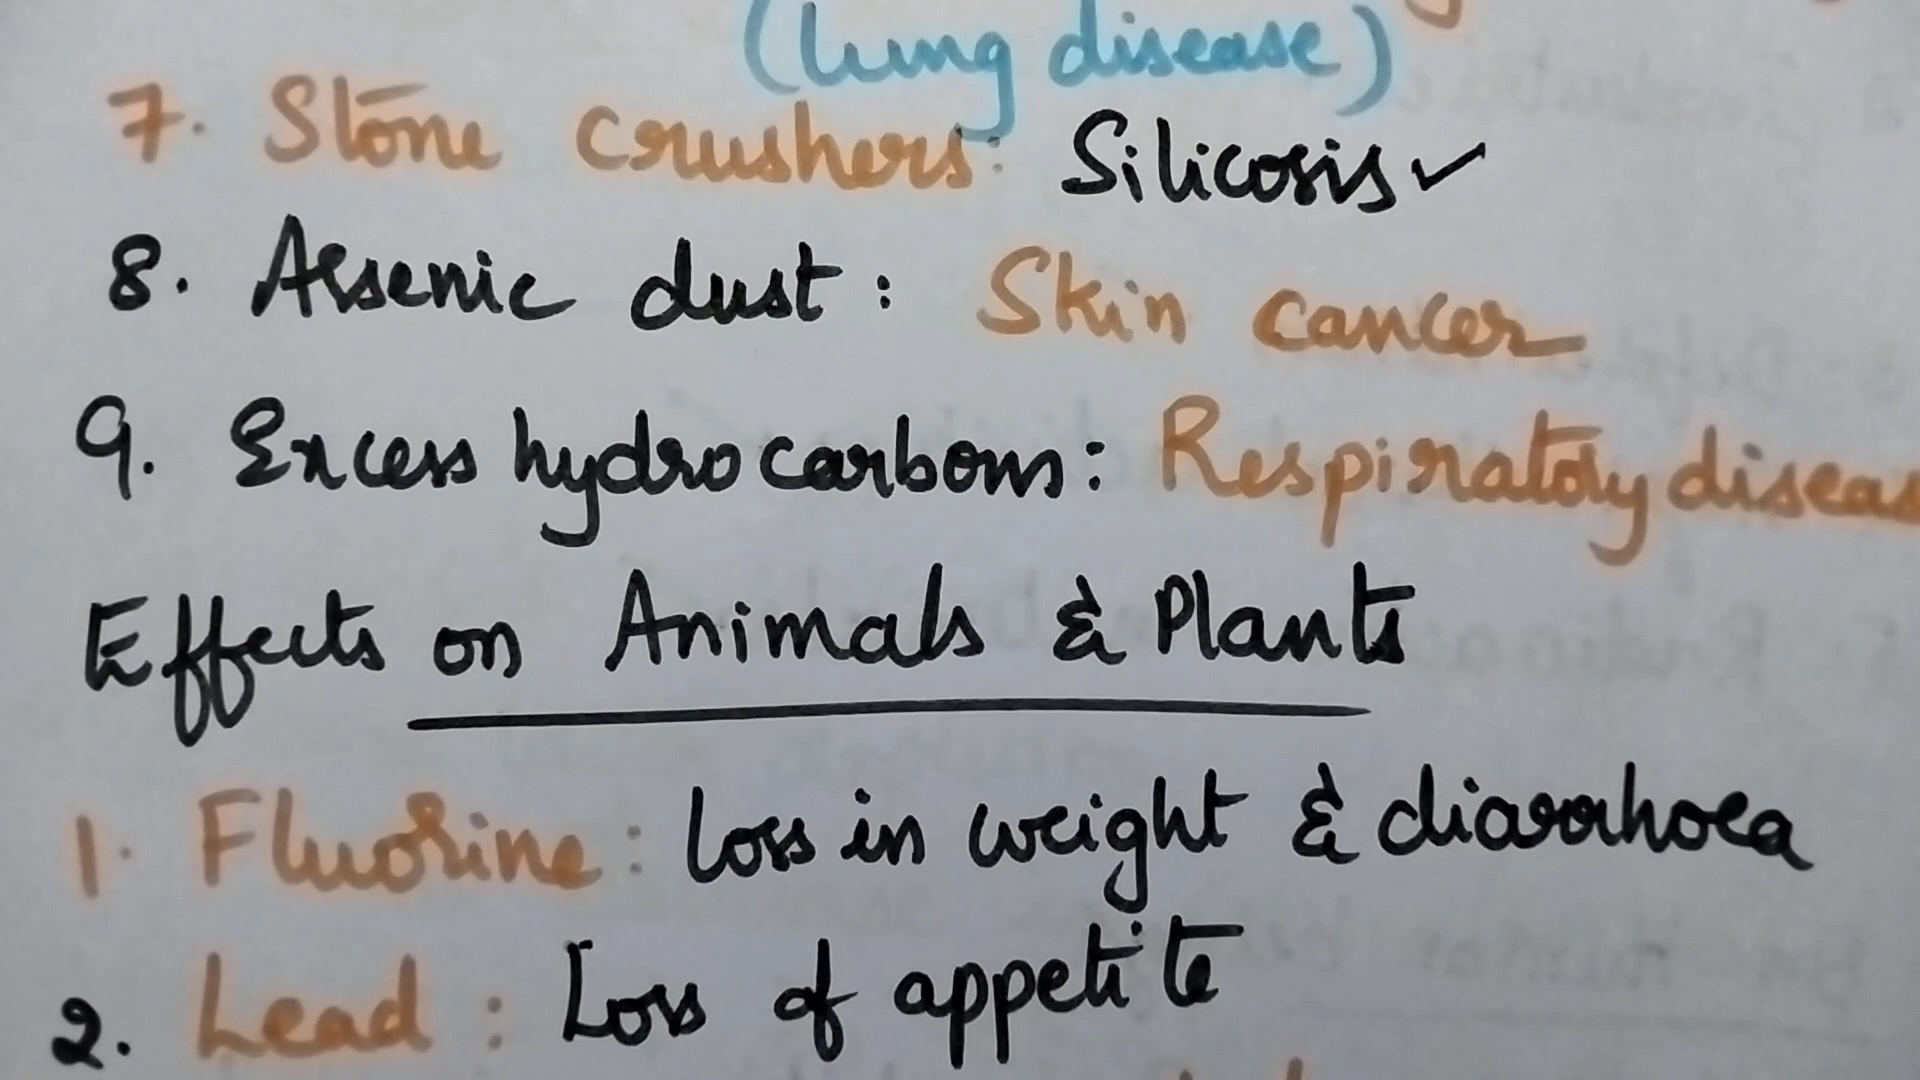 (lung disease)
7. Stone crushers: Silicosis ✓
8. Arsenic dust: Skin cancer
9. Excess hydrocarbons: Respiratory diseas
Effects on Animals & Plants
1. Fluorine: loss in weight & diarrhoea
2. Lead: Loss of appetite